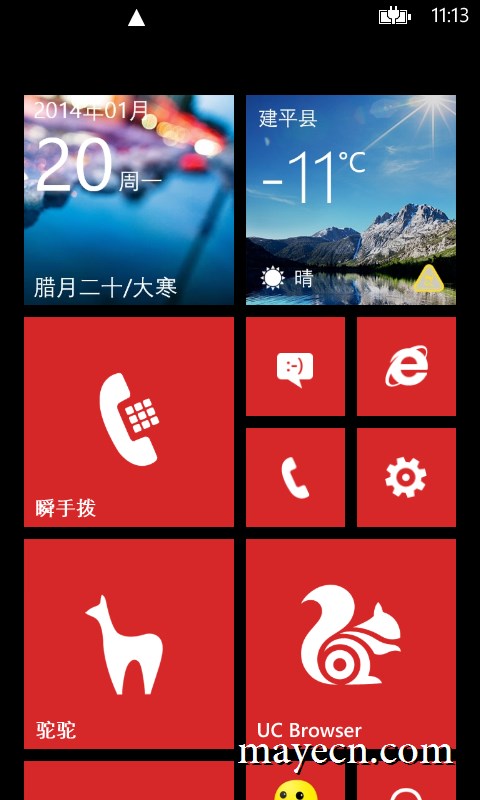 11:13
2014年01月
20 周一
腊月二十/大寒
建平县
-11℃
晴
:-)
瞬手拨
驼驼
UC Browser
mayecn.com